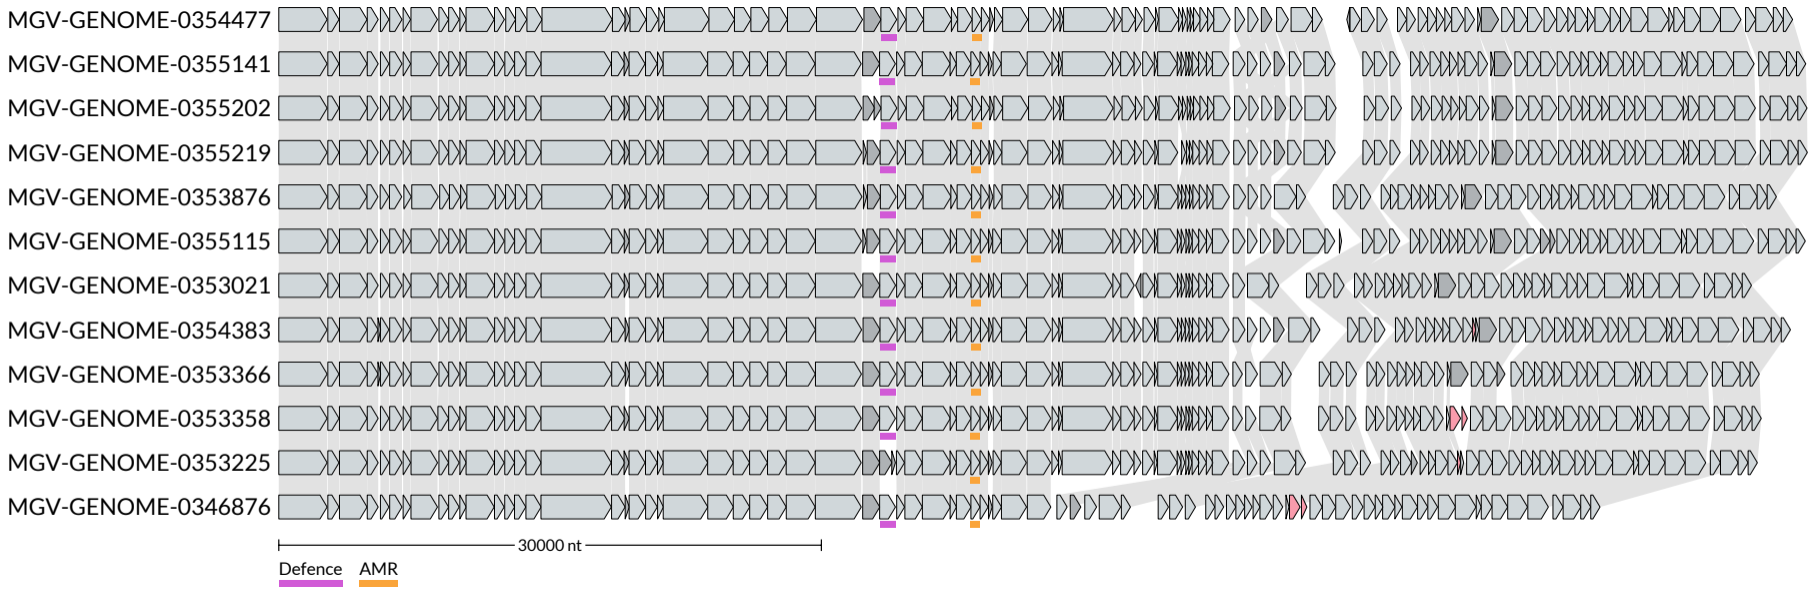 MGV-GENOME-0354477
MGV-GENOME-0355141
MGV-GENOME-0355202
MGV-GENOME-0355219
MGV-GENOME-0353876
MGV-GENOME-0355115
MGV-GENOME-0353021
MGV-GENOME-0354383
MGV-GENOME-0353366
MGV-GENOME-0353358
MGV-GENOME-0353225
MGV-GENOME-0346876
30000 nt
Defence AMR